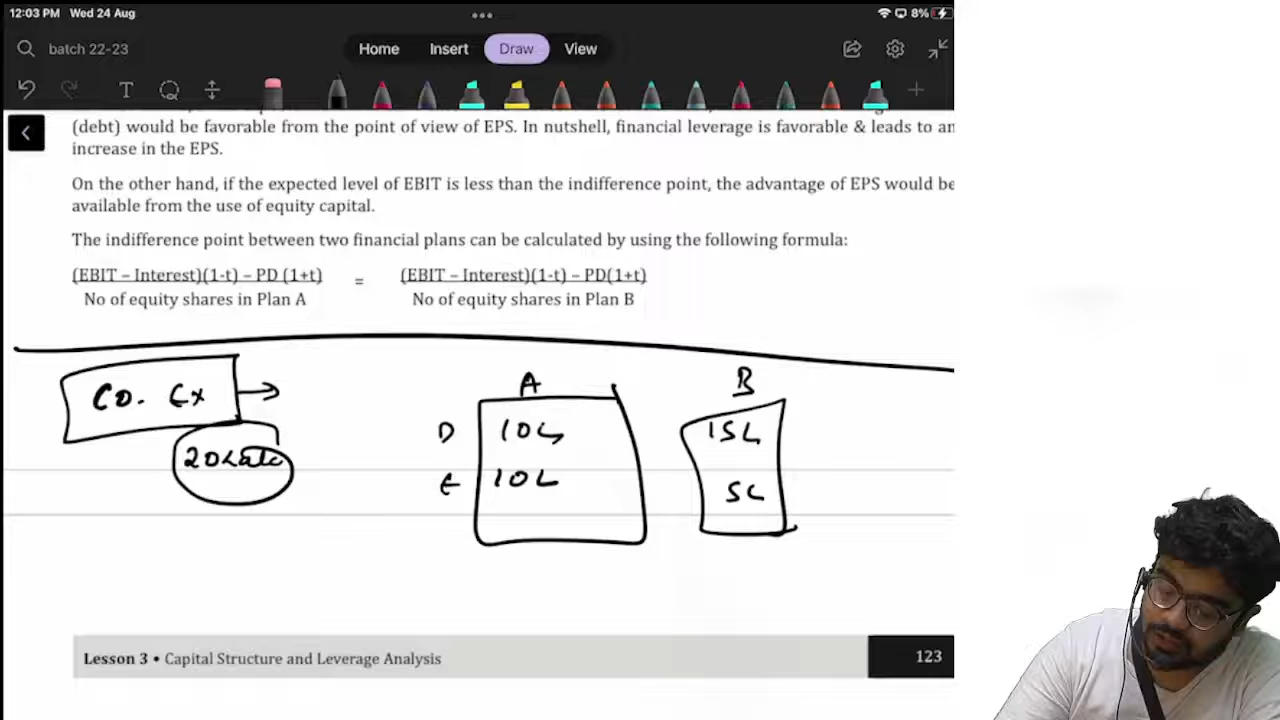 12:03 PM Wed 24 Aug
8%
batch 22-23
Home Insert Draw View
(debt) would be favorable from the point of view of EPS. In nutshell, financial leverage is favorable & leads to an
increase in the EPS.
On the other hand, if the expected level of EBIT is less than the indifference point, the advantage of EPS would be
available from the use of equity capital.
The indifference point between two financial plans can be calculated by using the following formula:
(EBIT – Interest)(1-t) – PD (1+t) = (EBIT – Interest)(1-t) – PD(1+t)
No of equity shares in Plan A No of equity shares in Plan B
A B
CO. Ex
D 10L 15L
20Lakh
E 10L 5L
Lesson 3 • Capital Structure and Leverage Analysis 123